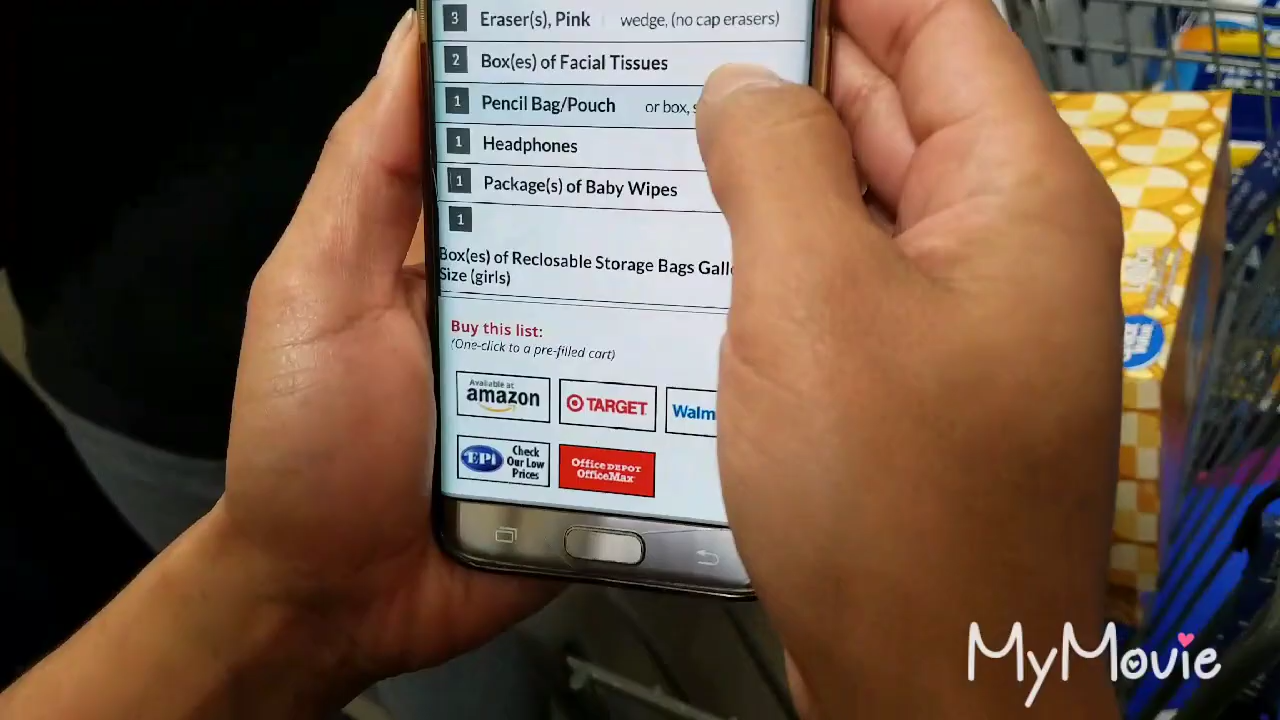 3 Eraser(s), Pink wedge, (no cap erasers)
2 Box(es) of Facial Tissues
1 Pencil Bag/Pouch or box,
1 Headphones
1 Package(s) of Baby Wipes
1
Box(es) of Reclosable Storage Bags
Size (girls)
Buy this list:
(One-click to a pre-filled cart)
Available at
amazon
TARGET
Walm
EPI
Check
Our Low
Prices
Office DEPOT
OfficeMax
MyMovie